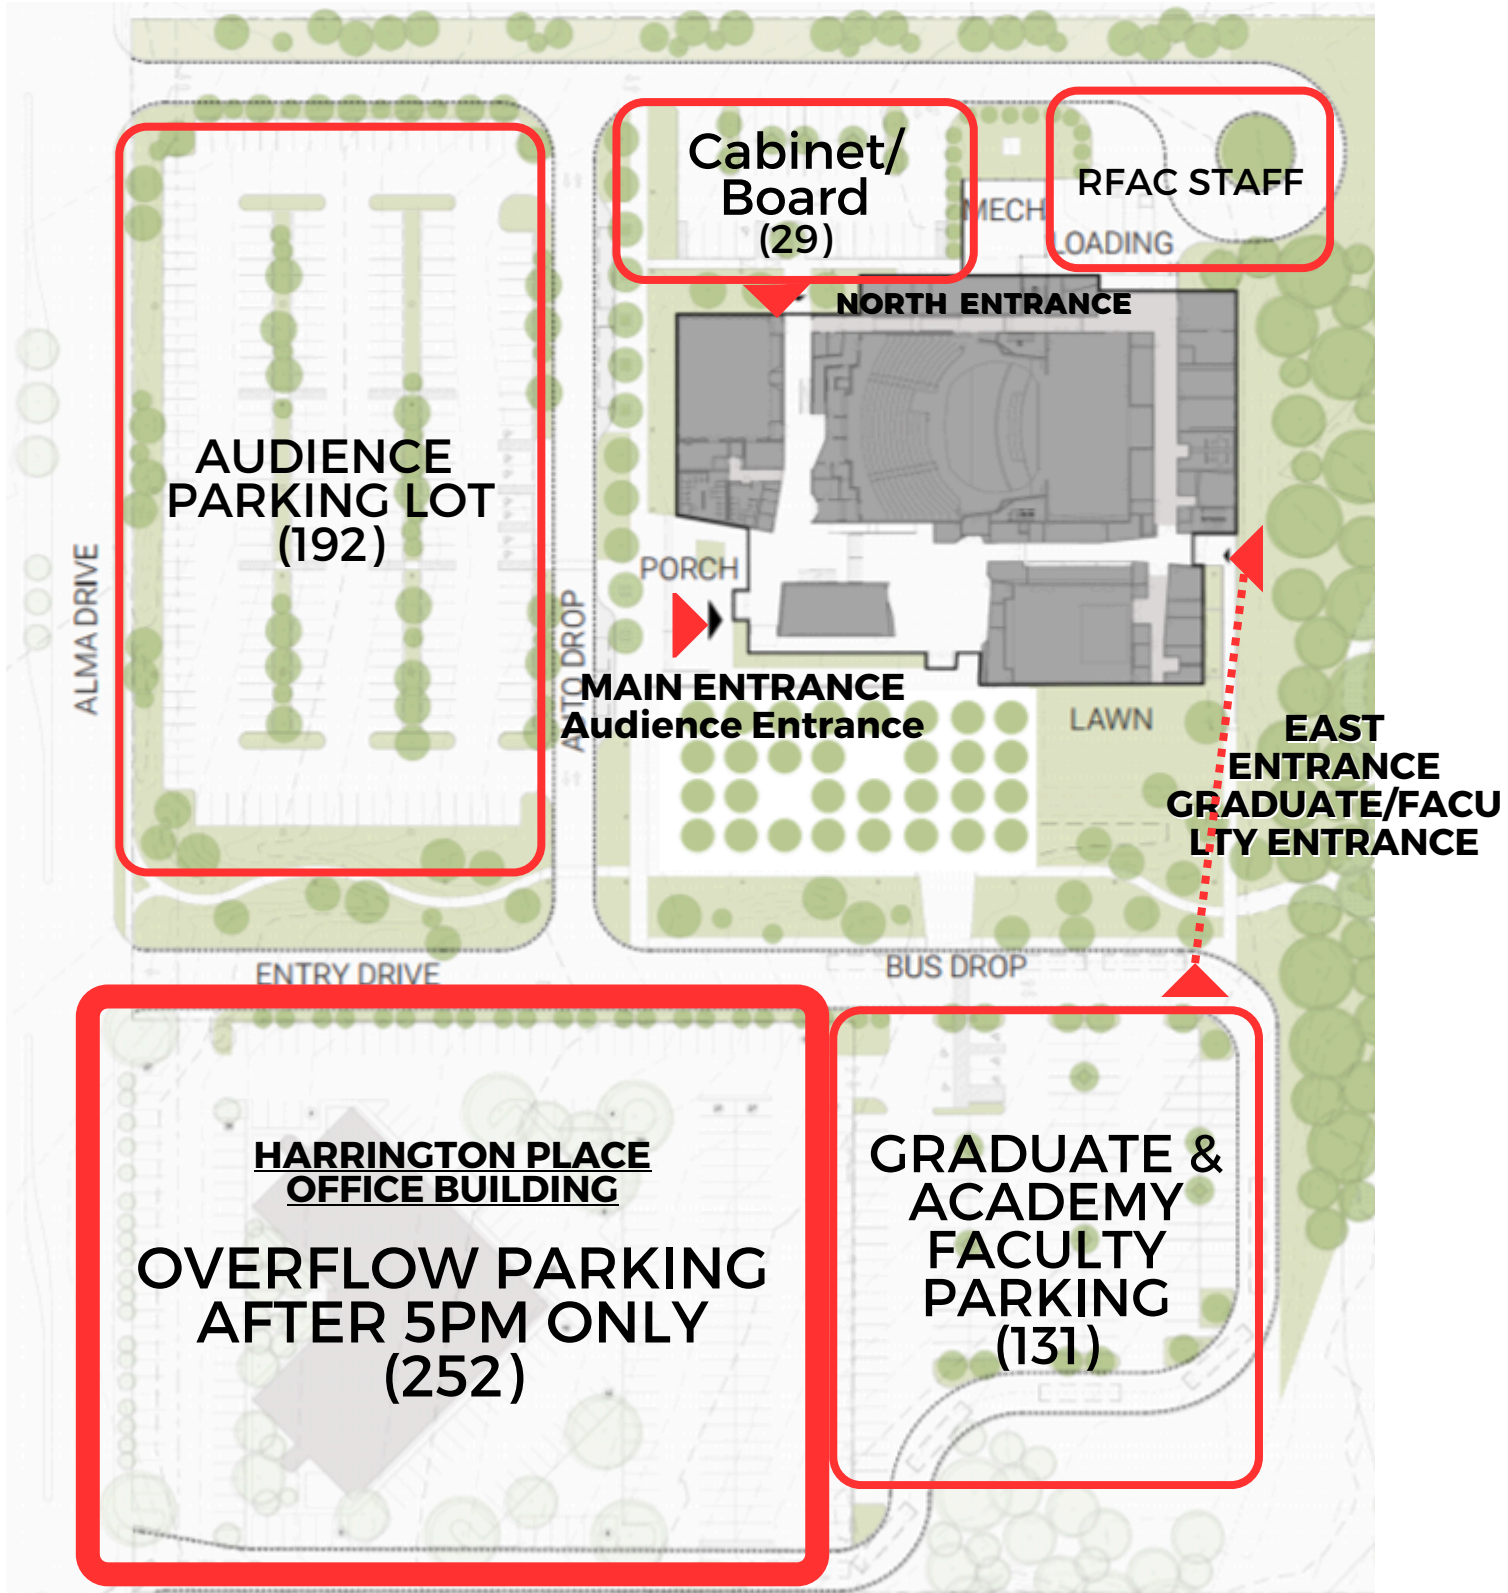 Cabinet/
Board
(29)
RFAC STAFF
MECH
LOADING
NORTH ENTRANCE
AUDIENCE
PARKING LOT
(192)
ALMA DRIVE
AUTO DROP
PORCH
MAIN ENTRANCE
Audience Entrance
LAWN
EAST
ENTRANCE
GRADUATE/FACU
LTY ENTRANCE
ENTRY DRIVE
BUS DROP
HARRINGTON PLACE
OFFICE BUILDING
OVERFLOW PARKING
AFTER 5PM ONLY
(252)
GRADUATE &
ACADEMY
FACULTY
PARKING
(131)